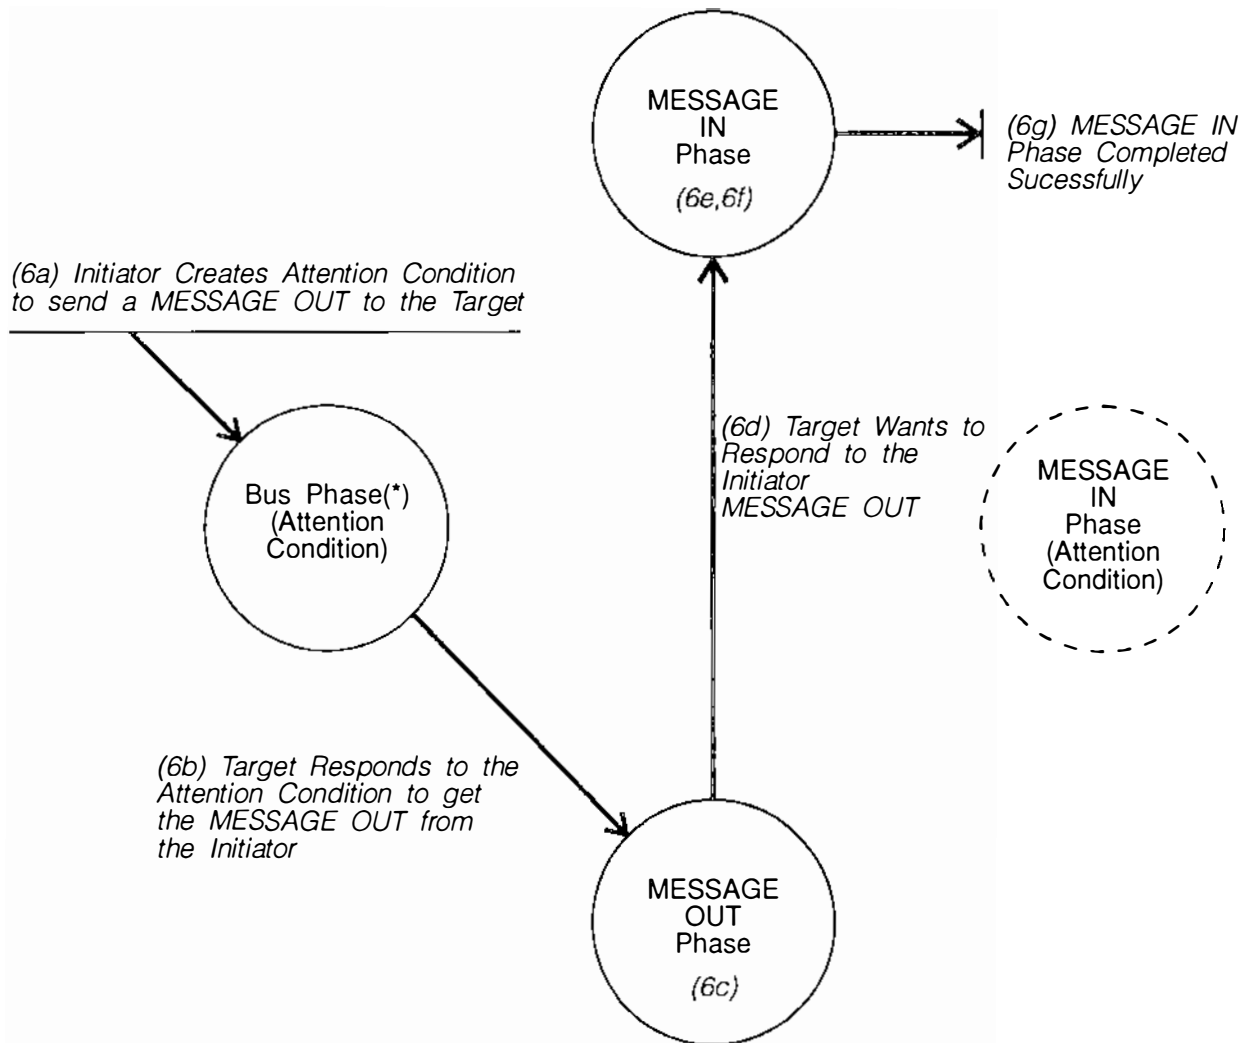 MESSAGE
IN
Phase
(6e,6f)
(6g) MESSAGE IN
Phase Completed
Sucessfully
(6a) Initiator Creates Attention Condition
to send a MESSAGE OUT to the Target
Bus Phase(*)
(Attention
Condition)
(6d) Target Wants to
Respond to the
Initiator
MESSAGE OUT
MESSAGE
IN
Phase
(Attention
Condition)
(6b) Target Responds to the
Attention Condition to get
the MESSAGE OUT from
the Initiator
MESSAGE
OUT
Phase
(6c)